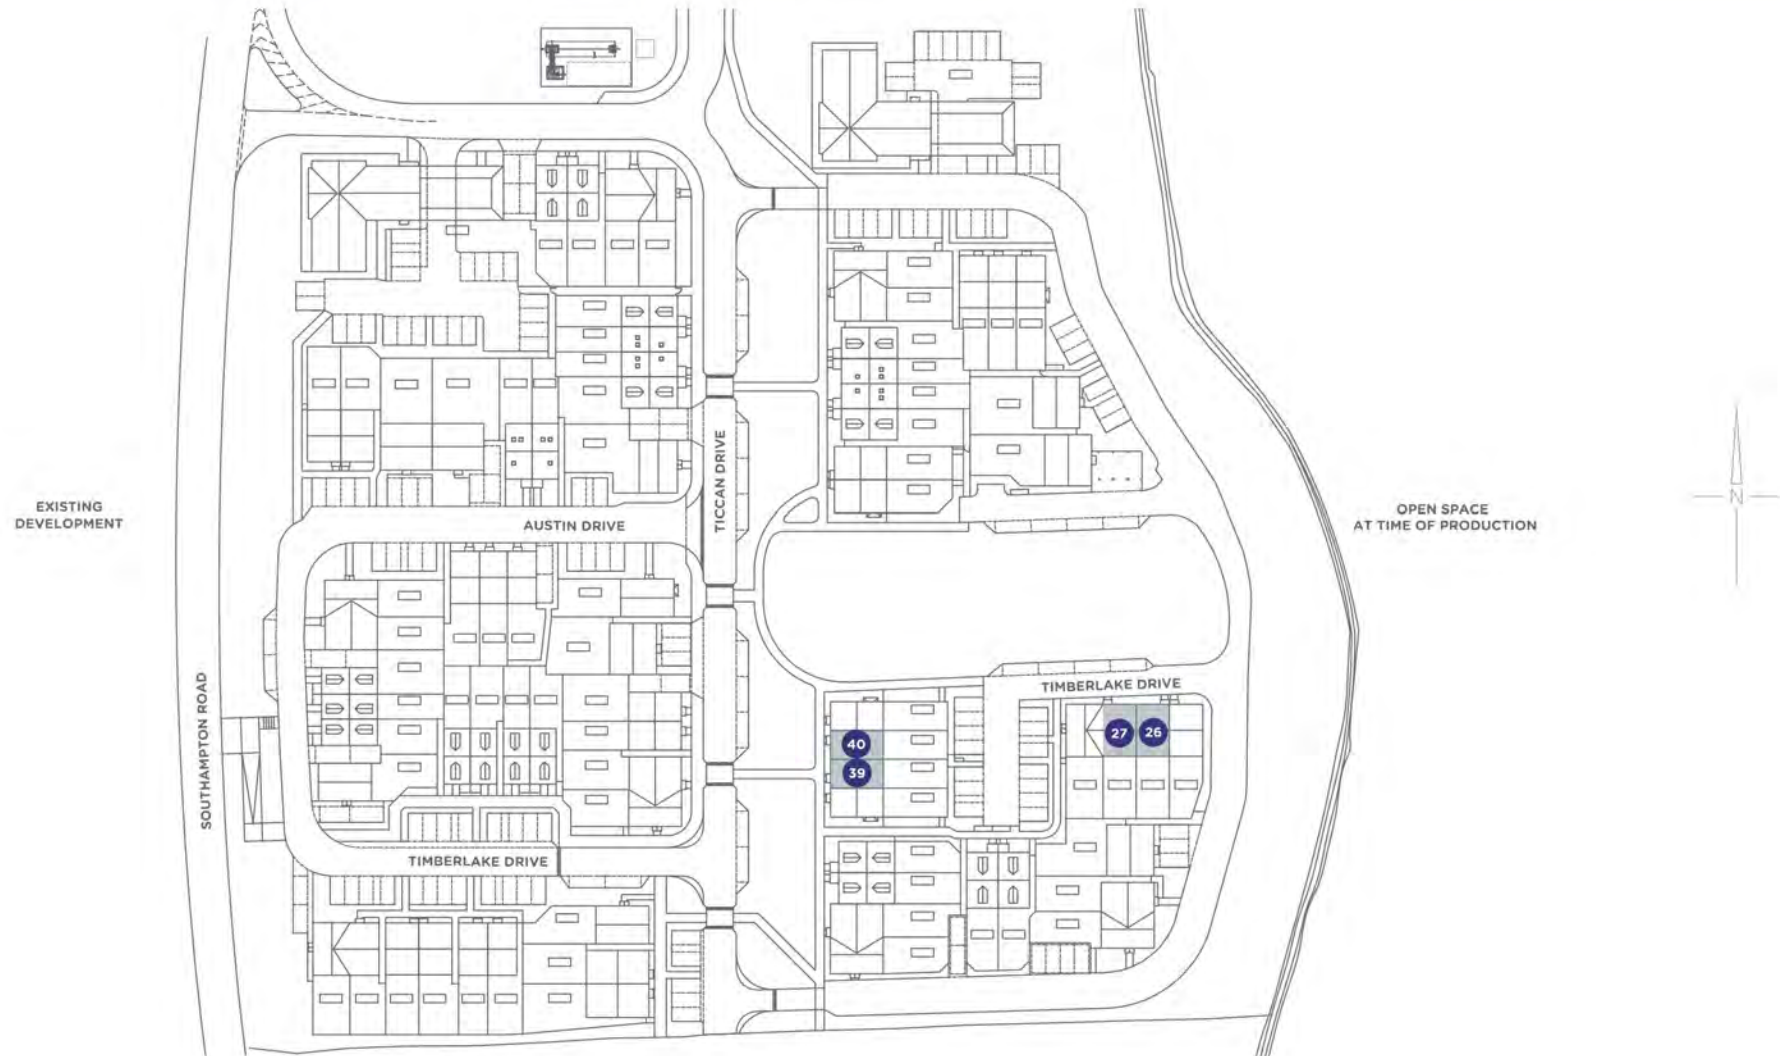 TICCAN DRIVE
EXISTING
DEVELOPMENT
AUSTIN DRIVE
OPEN SPACE
AT TIME OF PRODUCTION
N
SOUTHAMPTON ROAD
TIMBERLAKE DRIVE
27
26
40
39
TIMBERLAKE DRIVE